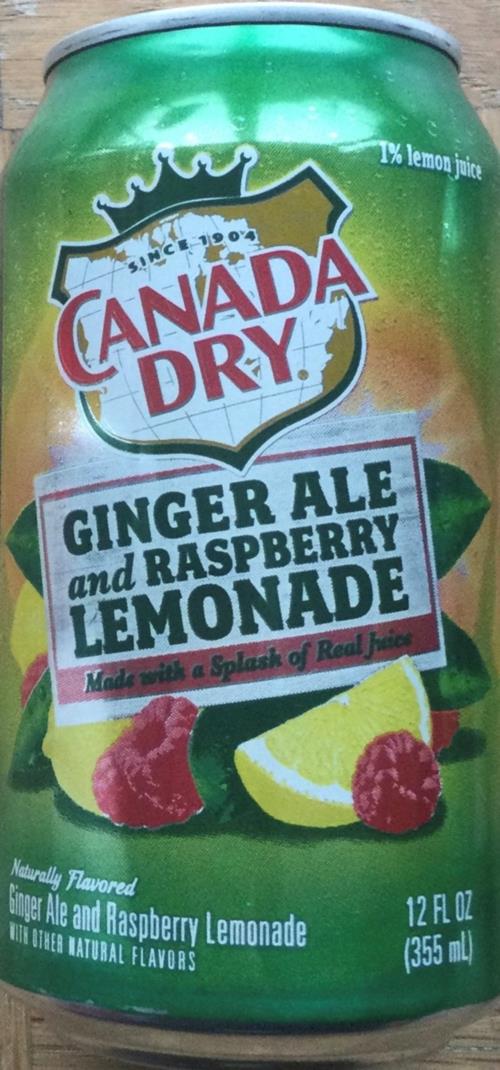 1% lemon juice
SINCE 1904
CANADA
DRY
GINGER ALE
and RASPBERRY
LEMONADE
Made with a Splash of Real Juice
Naturally Flavored
Ginger Ale and Raspberry Lemonade
WITH OTHER NATURAL FLAVORS
12 FL OZ
(355 mL)